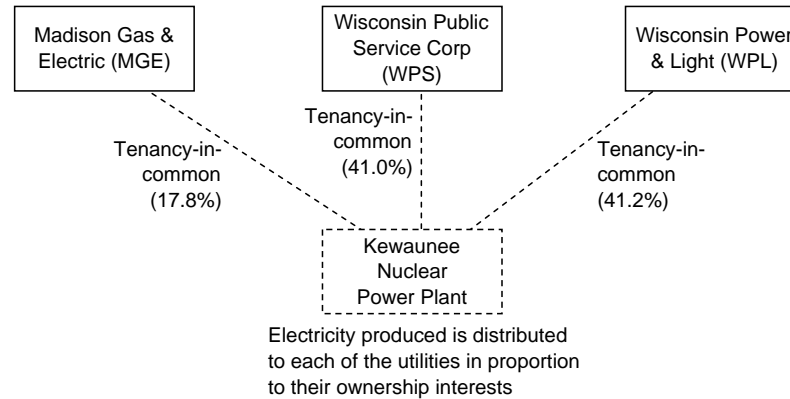 Madison Gas &
Electric (MGE)
Wisconsin Public
Service Corp
(WPS)
Wisconsin Power
& Light (WPL)
Tenancy-in-
common
(17.8%)
Tenancy-in-
common
(41.0%)
Tenancy-in-
common
(41.2%)
Kewaunee
Nuclear
Power Plant
Electricity produced is distributed
to each of the utilities in proportion
to their ownership interests